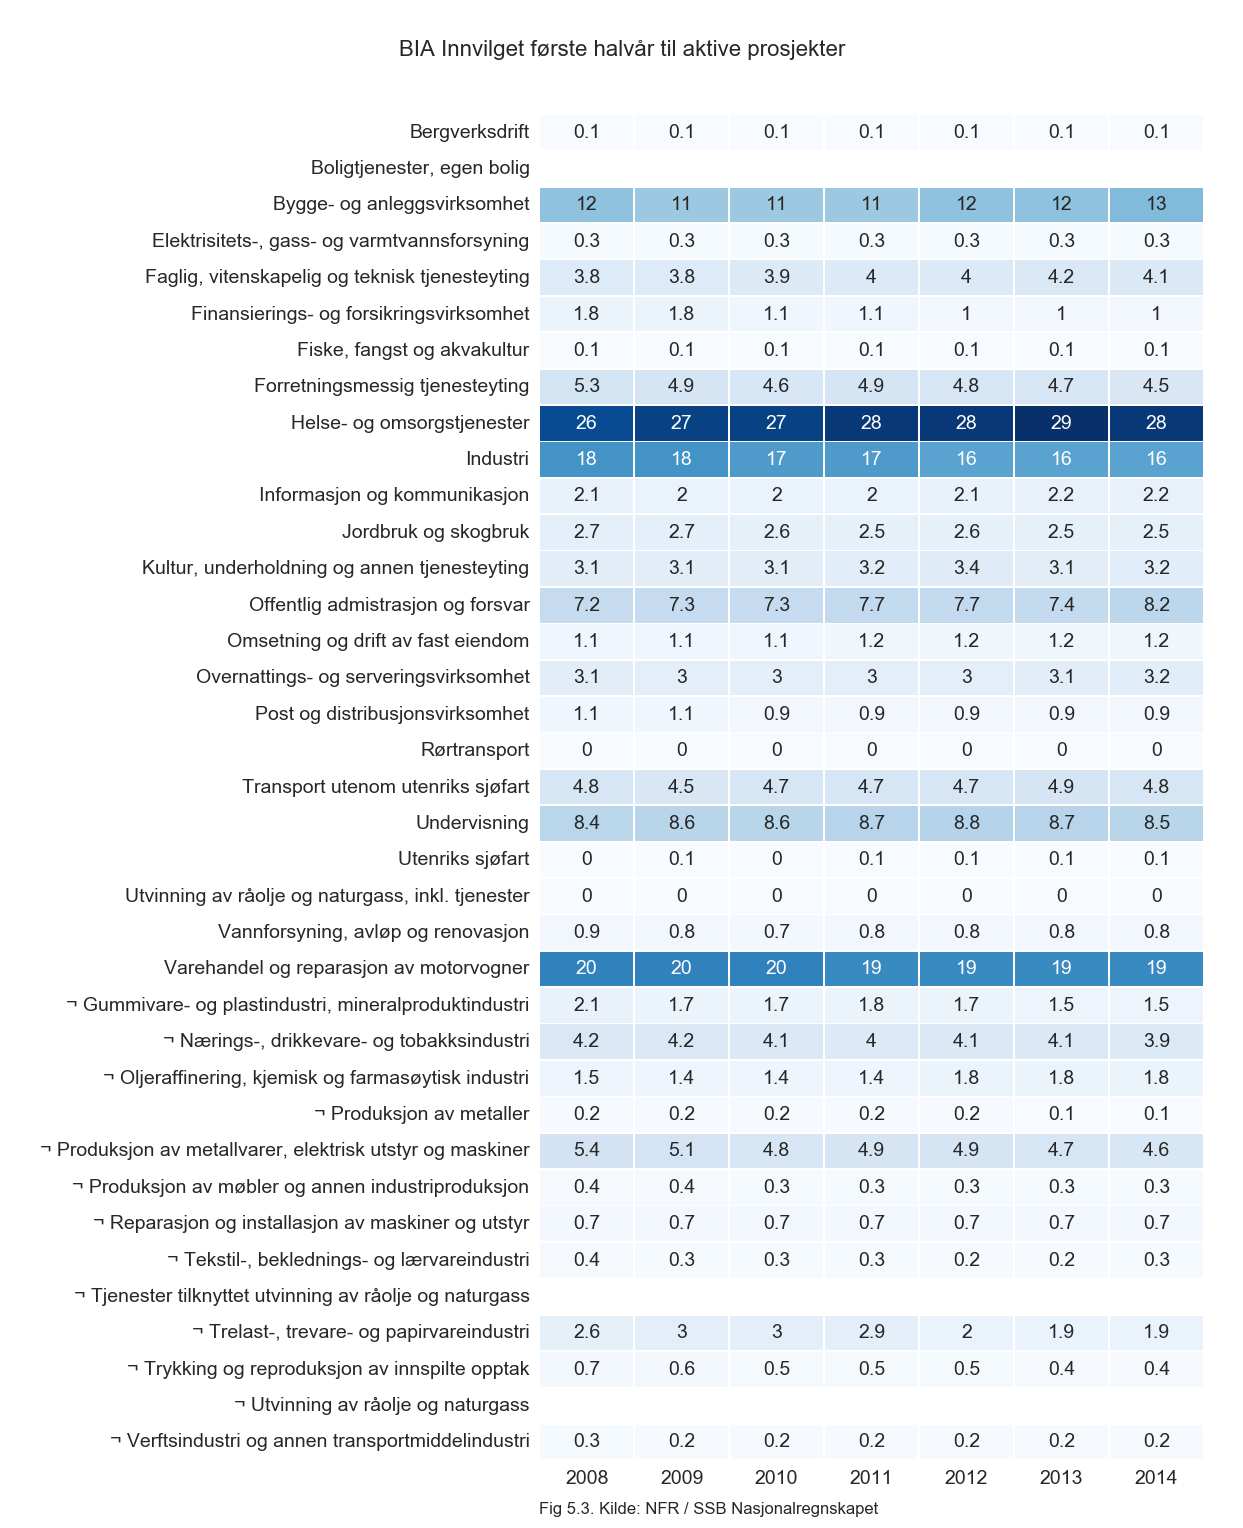 BIA Innvilget første halvår til aktive prosjekter
Bergverksdrift 0.1 0.1 0.1 0.1 0.1 0.1 0.1
Boligtjenester, egen bolig
Bygge- og anleggsvirksomhet 12 11 11 11 12 12 13
Elektrisitets-, gass- og varmtvannsforsyning 0.3 0.3 0.3 0.3 0.3 0.3 0.3
Faglig, vitenskapelig og teknisk tjenesteyting 3.8 3.8 3.9 4 4 4.2 4.1
Finansierings- og forsikringsvirksomhet 1.8 1.8 1.1 1.1 1 1 1
Fiske, fangst og akvakultur 0.1 0.1 0.1 0.1 0.1 0.1 0.1
Forretningsmessig tjenesteyting 5.3 4.9 4.6 4.9 4.8 4.7 4.5
Helse- og omsorgstjenester 26 27 27 28 28 29 28
Industri 18 18 17 17 16 16 16
Informasjon og kommunikasjon 2.1 2 2 2 2.1 2.2 2.2
Jordbruk og skogbruk 2.7 2.7 2.6 2.5 2.6 2.5 2.5
Kultur, underholdning og annen tjenesteyting 3.1 3.1 3.1 3.2 3.4 3.1 3.2
Offentlig admistrasjon og forsvar 7.2 7.3 7.3 7.7 7.7 7.4 8.2
Omsetning og drift av fast eiendom 1.1 1.1 1.1 1.2 1.2 1.2 1.2
Overnattings- og serveringsvirksomhet 3.1 3 3 3 3 3.1 3.2
Post og distribusjonsvirksomhet 1.1 1.1 0.9 0.9 0.9 0.9 0.9
Rørtransport 0 0 0 0 0 0 0
Transport utenom utenriks sjøfart 4.8 4.5 4.7 4.7 4.7 4.9 4.8
Undervisning 8.4 8.6 8.6 8.7 8.8 8.7 8.5
Utenriks sjøfart 0 0.1 0 0.1 0.1 0.1 0.1
Utvinning av råolje og naturgass, inkl. tjenester 0 0 0 0 0 0 0
Vannforsyning, avløp og renovasjon 0.9 0.8 0.7 0.8 0.8 0.8 0.8
Varehandel og reparasjon av motorvogner 20 20 20 19 19 19 19
¬ Gummivare- og plastindustri, mineralproduktindustri 2.1 1.7 1.7 1.8 1.7 1.5 1.5
¬ Nærings-, drikkevare- og tobakksindustri 4.2 4.2 4.1 4 4.1 4.1 3.9
¬ Oljeraffinering, kjemisk og farmasøytisk industri 1.5 1.4 1.4 1.4 1.8 1.8 1.8
¬ Produksjon av metaller 0.2 0.2 0.2 0.2 0.2 0.1 0.1
¬ Produksjon av metallvarer, elektrisk utstyr og maskiner 5.4 5.1 4.8 4.9 4.9 4.7 4.6
¬ Produksjon av møbler og annen industriproduksjon 0.4 0.4 0.3 0.3 0.3 0.3 0.3
¬ Reparasjon og installasjon av maskiner og utstyr 0.7 0.7 0.7 0.7 0.7 0.7 0.7
¬ Tekstil-, beklednings- og lærvareindustri 0.4 0.3 0.3 0.3 0.2 0.2 0.3
¬ Tjenester tilknyttet utvinning av råolje og naturgass
¬ Trelast-, trevare- og papirvareindustri 2.6 3 3 2.9 2 1.9 1.9
¬ Trykking og reproduksjon av innspilte opptak 0.7 0.6 0.5 0.5 0.5 0.4 0.4
¬ Utvinning av råolje og naturgass
¬ Verftsindustri og annen transportmiddelindustri 0.3 0.2 0.2 0.2 0.2 0.2 0.2
2008 2009 2010 2011 2012 2013 2014
Fig 5.3. Kilde: NFR / SSB Nasjonalregnskapet